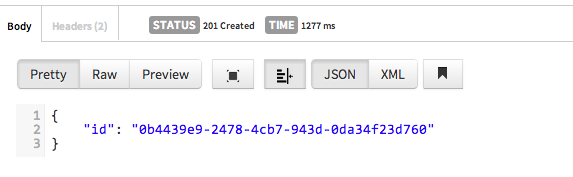 Body Headers (2) STATUS 201 Created TIME 1277 ms
Pretty Raw Preview JSON XML
1 {
2 "id": "0b4439e9-2478-4cb7-943d-0da34f23d760"
3 }